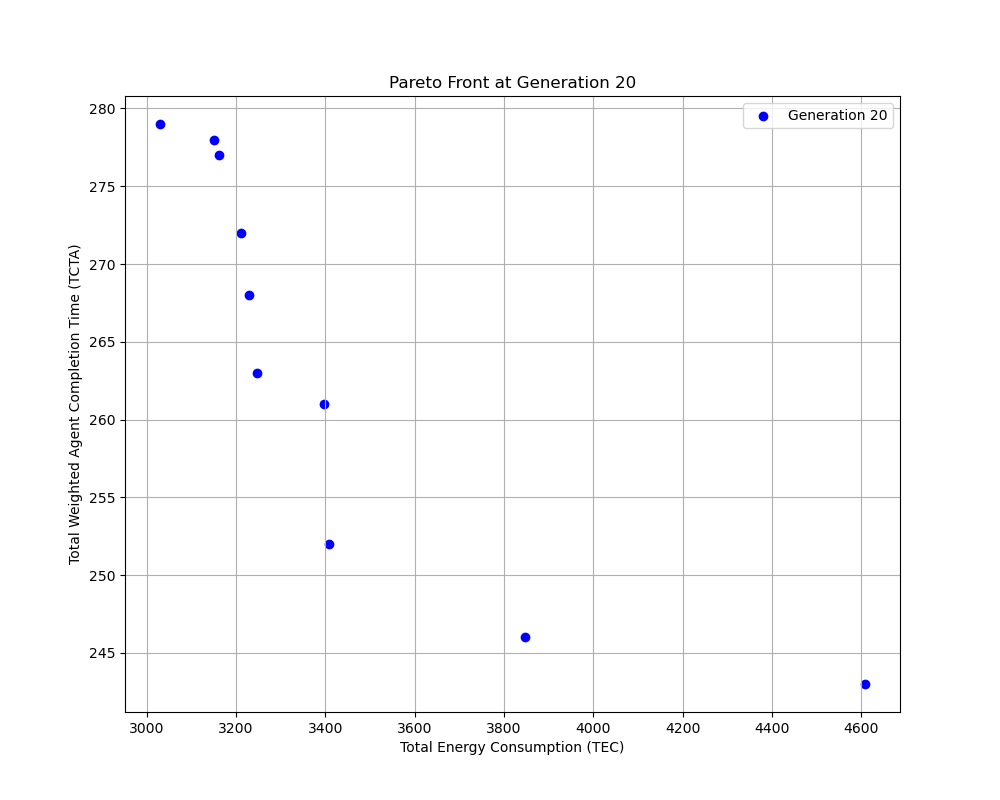 Pareto Front at Generation 20
Generation 20
280
275
270
265
260
255
250
245
Total Weighted Agent Completion Time (TCTA)
3000 3200 3400 3600 3800 4000 4200 4400 4600
Total Energy Consumption (TEC)